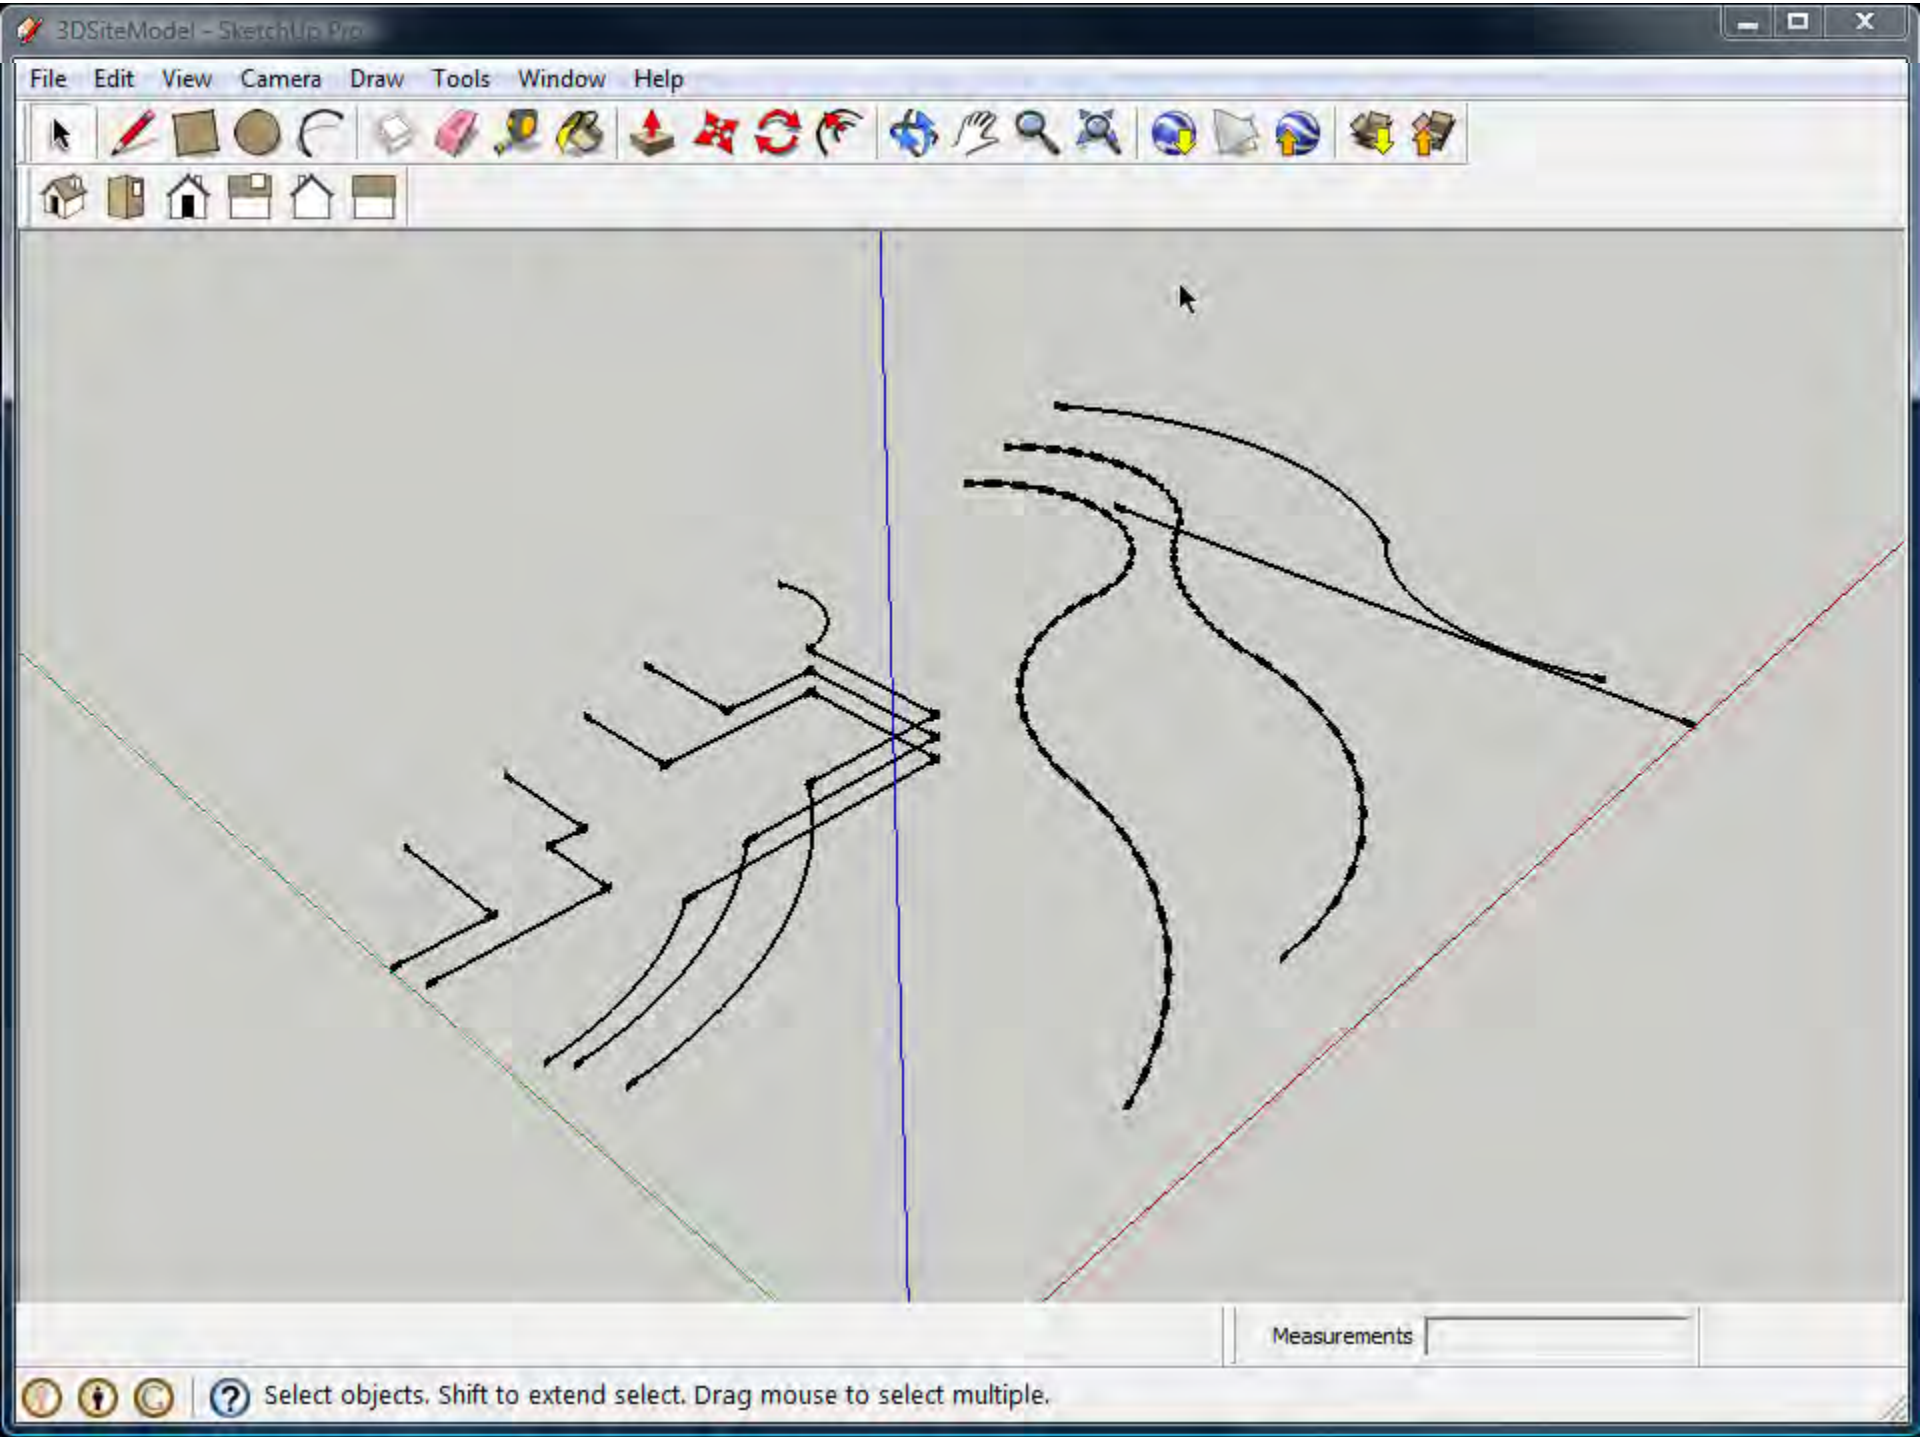 3DSiteModel - SketchUp Pro
File Edit View Camera Draw Tools Window Help
Measurements
Select objects. Shift to extend select. Drag mouse to select multiple.